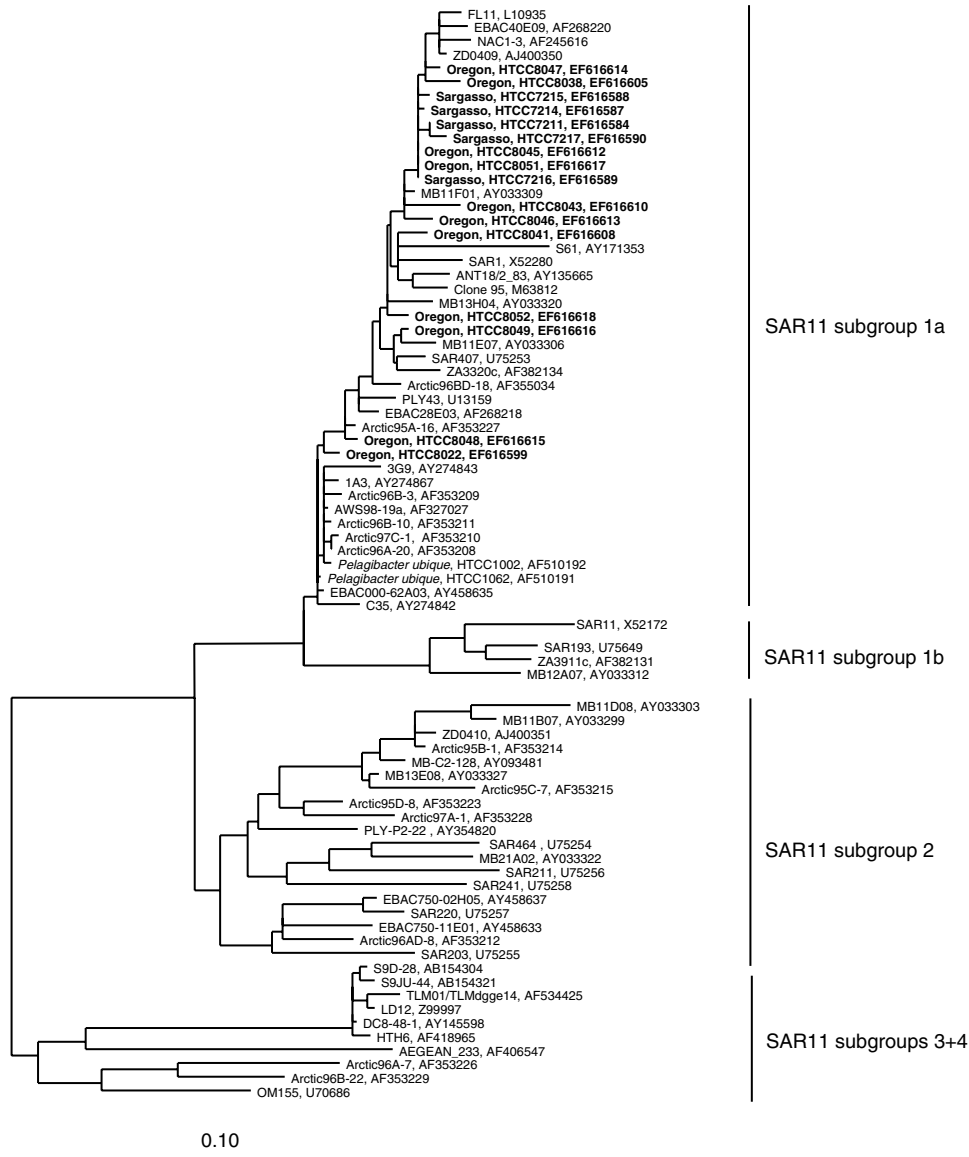 FL11, L10935
EBAC40E09, AF268220
NAC1-3, AF245616
ZD0409, AJ400350
Oregon, HTCC8047, EF616614
Oregon, HTCC8038, EF616605
Sargasso, HTCC7215, EF616588
Sargasso, HTCC7214, EF616587
Sargasso, HTCC7211, EF616584
Sargasso, HTCC7217, EF616590
Oregon, HTCC8045, EF616612
Oregon, HTCC8051, EF616617
Sargasso, HTCC7216, EF616589
MB11F01, AY033309
Oregon, HTCC8043, EF616610
Oregon, HTCC8046, EF616613
Oregon, HTCC8041, EF616608
S61, AY171353
SAR1, X52280
ANT18/2_83, AY135665
Clone 95, M63812
MB13H04, AY033320
Oregon, HTCC8052, EF616618
Oregon, HTCC8049, EF616616
MB11E07, AY033306
SAR407, U75253
ZA3320c, AF382134
Arctic96BD-18, AF355034
PLY43, U13159
EBAC28E03, AF268218
Arctic95A-16, AF353227
Oregon, HTCC8048, EF616615
Oregon, HTCC8022, EF616599
3G9, AY274843
1A3, AY274867
Arctic96B-3, AF353209
AWS98-19a, AF327027
Arctic96B-10, AF353211
Arctic97C-1, AF353210
Arctic96A-20, AF353208
Pelagibacter ubique, HTCC1002, AF510192
Pelagibacter ubique, HTCC1062, AF510191
EBAC000-62A03, AY458635
C35, AY274842
SAR11 subgroup 1a
SAR11, X52172
SAR193, U75649
ZA3911c, AF382131
MB12A07, AY033312
SAR11 subgroup 1b
MB11D08, AY033303
MB11B07, AY033299
ZD0410, AJ400351
Arctic95B-1, AF353214
MB-C2-128, AY093481
MB13E08, AY033327
Arctic95C-7, AF353215
Arctic95D-8, AF353223
Arctic97A-1, AF353228
PLY-P2-22 , AY354820
SAR464 , U75254
MB21A02, AY033322
SAR211, U75256
SAR241, U75258
EBAC750-02H05, AY458637
SAR220, U75257
EBAC750-11E01, AY458633
Arctic96AD-8, AF353212
SAR203, U75255
SAR11 subgroup 2
S9D-28, AB154304
S9JU-44, AB154321
TLM01/TLMdgge14, AF534425
LD12, Z99997
DC8-48-1, AY145598
HTH6, AF418965
AEGEAN_233, AF406547
Arctic96A-7, AF353226
Arctic96B-22, AF353229
OM155, U70686
SAR11 subgroups 3+4
0.10